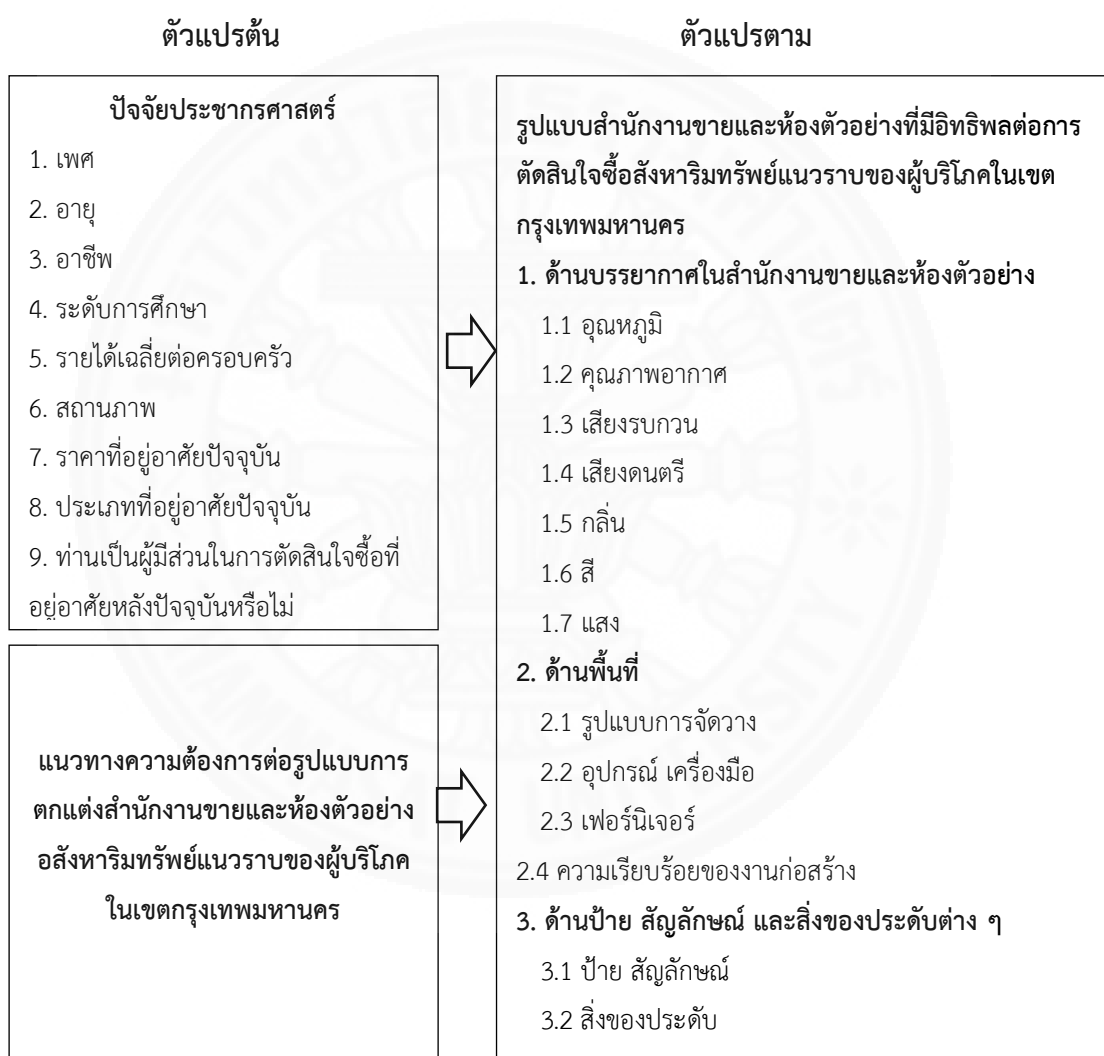 ตัวแปรต้น
ตัวแปรตาม
ปัจจัยประชากรศาสตร์
1. เพศ
2. อายุ
3. อาชีพ
4. ระดับการศึกษา
5. รายได้เฉลี่ยต่อครอบครัว
6. สถานภาพ
7. ราคาที่อยู่อาศัยปัจจุบัน
8. ประเภทที่อยู่อาศัยปัจจุบัน
9. ท่านเป็นผู้มีส่วนในการตัดสินใจซื้อที่
อยู่อาศัยหลังปัจจุบันหรือไม่
แนวทางความต้องการต่อรูปแบบการ
ตกแต่งสำนักงานขายและห้องตัวอย่าง
อสังหาริมทรัพย์แนวราบของผู้บริโภค
ในเขตกรุงเทพมหานคร
รูปแบบสำนักงานขายและห้องตัวอย่างที่มีอิทธิพลต่อการ
ตัดสินใจซื้อสังหาริมทรัพย์แนวราบของผู้บริโภคในเขต
กรุงเทพมหานคร
1. ด้านบรรยากาศในสำนักงานขายและห้องตัวอย่าง
1.1 อุณหภูมิ
1.2 คุณภาพอากาศ
1.3 เสียงรบกวน
1.4 เสียงดนตรี
1.5 กลิ่น
1.6 สี
1.7 แสง
2. ด้านพื้นที่
2.1 รูปแบบการจัดวาง
2.2 อุปกรณ์ เครื่องมือ
2.3 เฟอร์นิเจอร์
2.4 ความเรียบร้อยของงานก่อสร้าง
3. ด้านป้าย สัญลักษณ์ และสิ่งของประดับต่าง ๆ
3.1 ป้าย สัญลักษณ์
3.2 สิ่งของประดับ